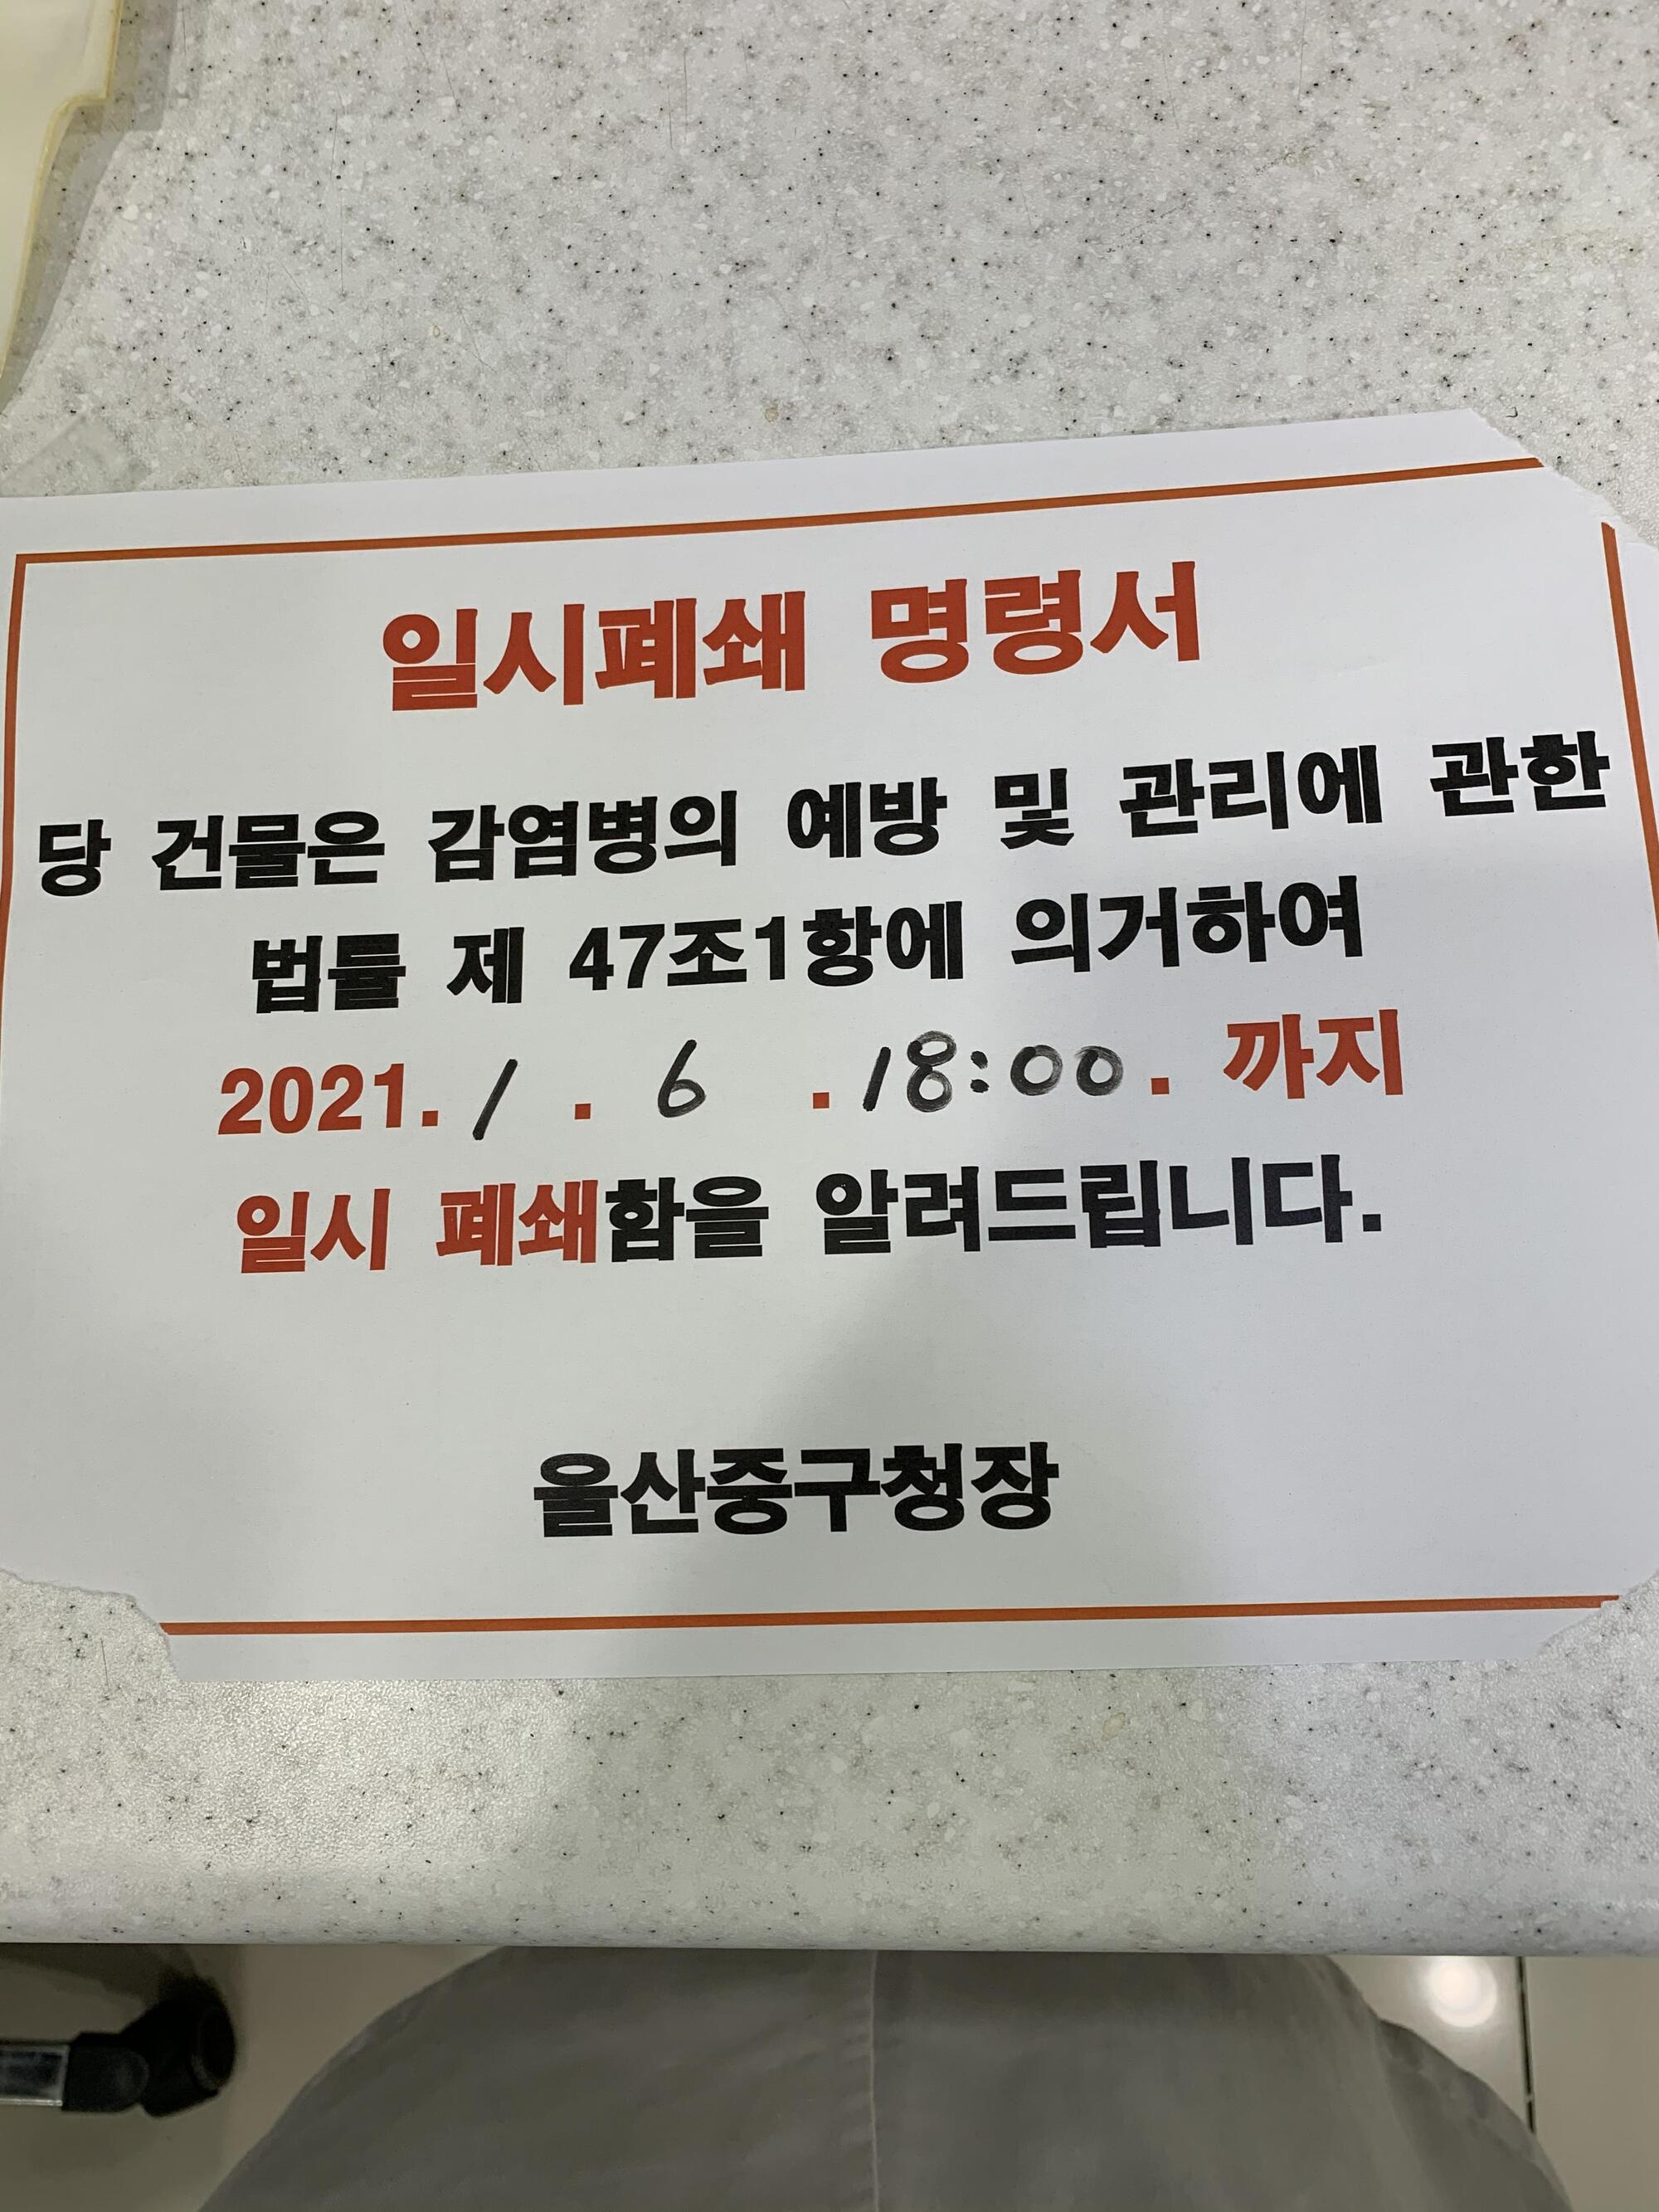 일시폐쇄 명령서
당 건물은 감염병의 예방 및 관리에 관한
법률 제 47조1항에 의거하여
2021. 1 . 6 . 18:00 . 까지
일시 폐쇄함을 알려드립니다.
울산중구청장